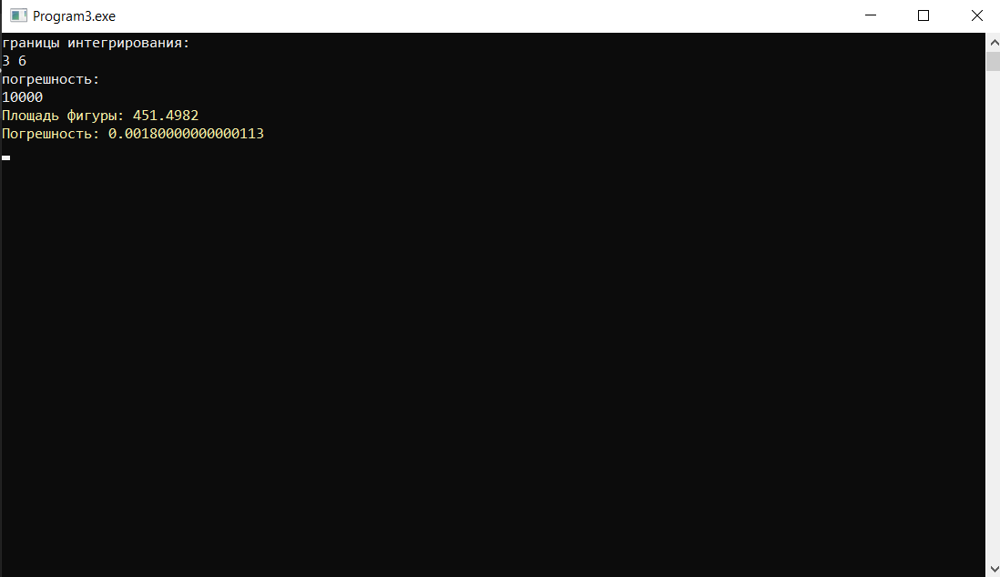 Program3.exe
границы интегрирования:
3 6
погрешность:
10000
Площадь фигуры: 451.4982
Погрешность: 0.00180000000000113